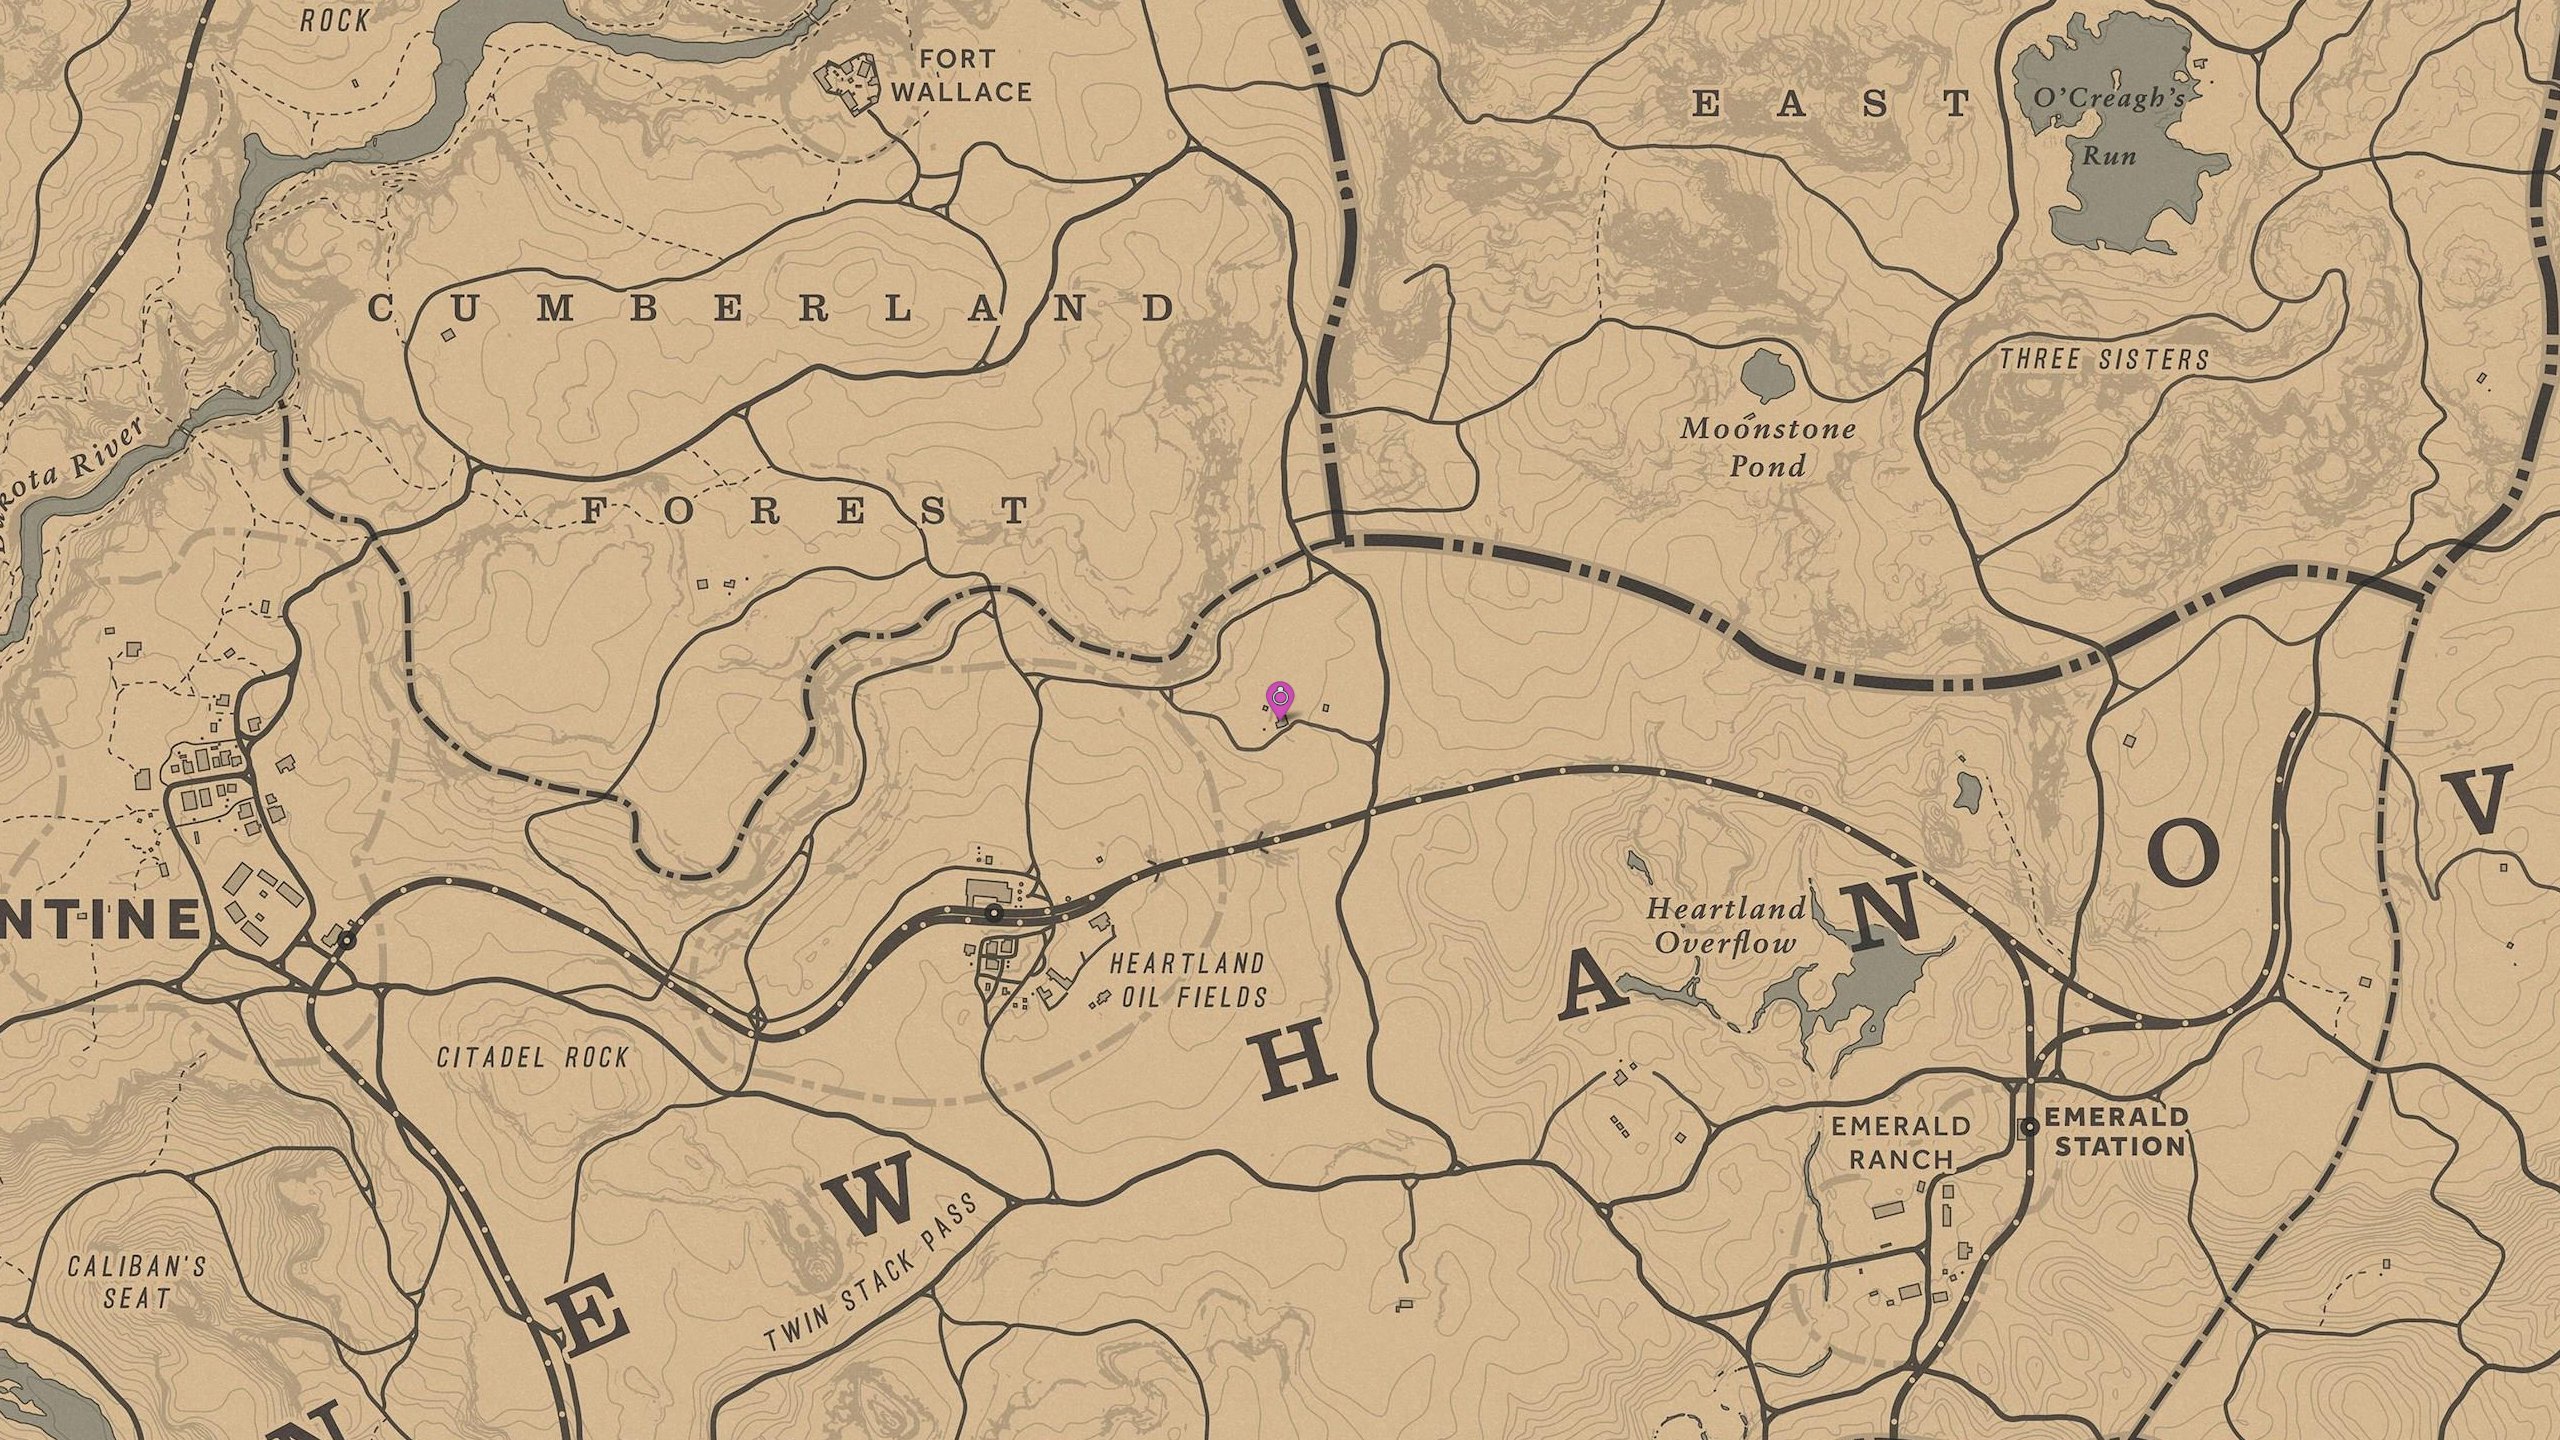 ROCK
FORT
WALLACE
EAST
O'Creagh's
Run
CUMBERLAND
THREE SISTERS
Moonstone
Pond
kota River
FOREST
NTINE
HEARTLAND
OIL FIELDS
Heartland
Overflow
CITADEL ROCK
EMERALD
RANCH
EMERALD
STATION
TWIN STACK PASS
CALIBAN'S
SEAT
N E W H A N O V